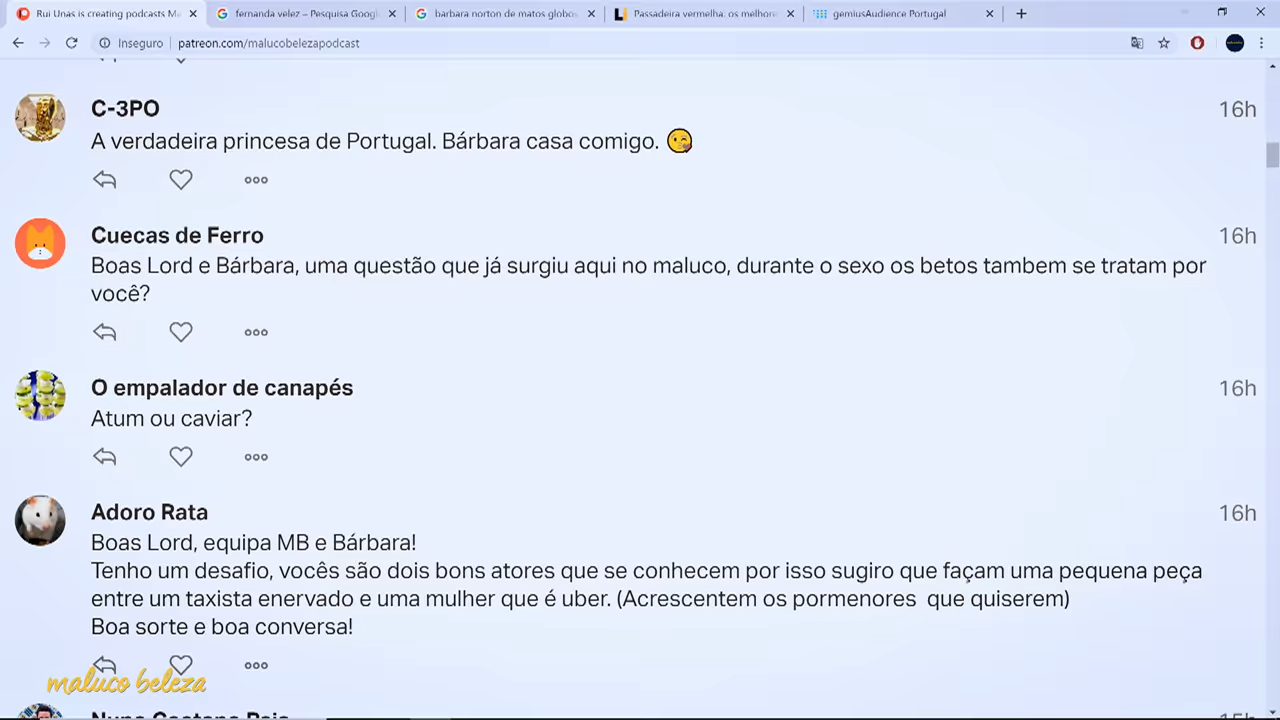 Rui Unas is creating podcasts M
fernanda velez – Pesquisa Goog
barbara norton de matos globos
Passadeira vermelha: os melhore
gemiusAudience Portugal
Inseguro
patreon.com/malucobelezapodcast
C-3PO
16h
A verdadeira princesa de Portugal. Bárbara casa comigo. 😘
Cuecas de Ferro
16h
Boas Lord e Bárbara, uma questão que já surgiu aqui no maluco, durante o sexo os betos tambem se tratam por
você?
O empalador de canapés
16h
Atum ou caviar?
Adoro Rata
16h
Boas Lord, equipa MB e Bárbara!
Tenho um desafio, vocês são dois bons atores que se conhecem por isso sugiro que façam uma pequena peça
entre um taxista enervado e uma mulher que é uber. (Acrescentem os pormenores  que quiserem)
Boa sorte e boa conversa!
maluco beleza